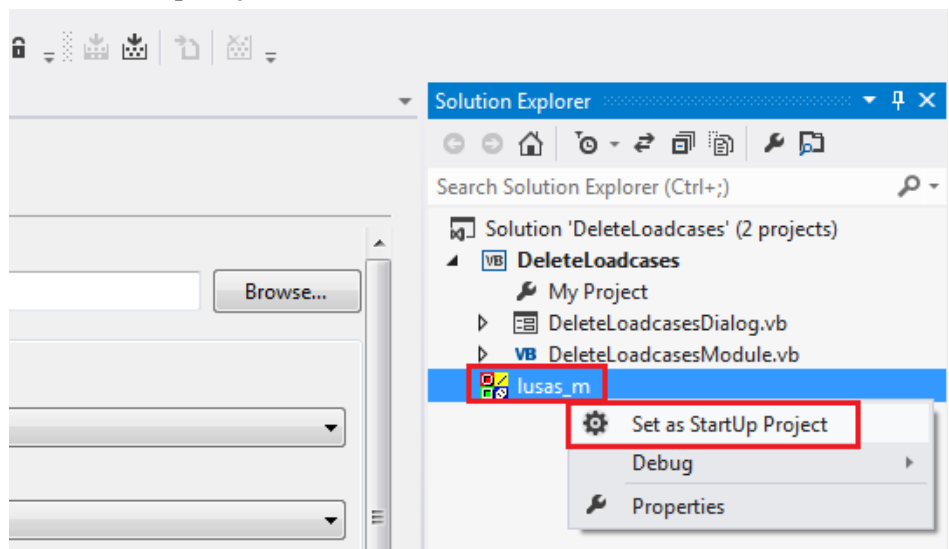 Solution Explorer
Search Solution Explorer (Ctrl+;)
Solution 'DeleteLoadcases' (2 projects)
VB DeleteLoadcases
Browse...
My Project
DeleteLoadcasesDialog.vb
VB DeleteLoadcasesModule.vb
lusas_m
Set as StartUp Project
Debug
Properties